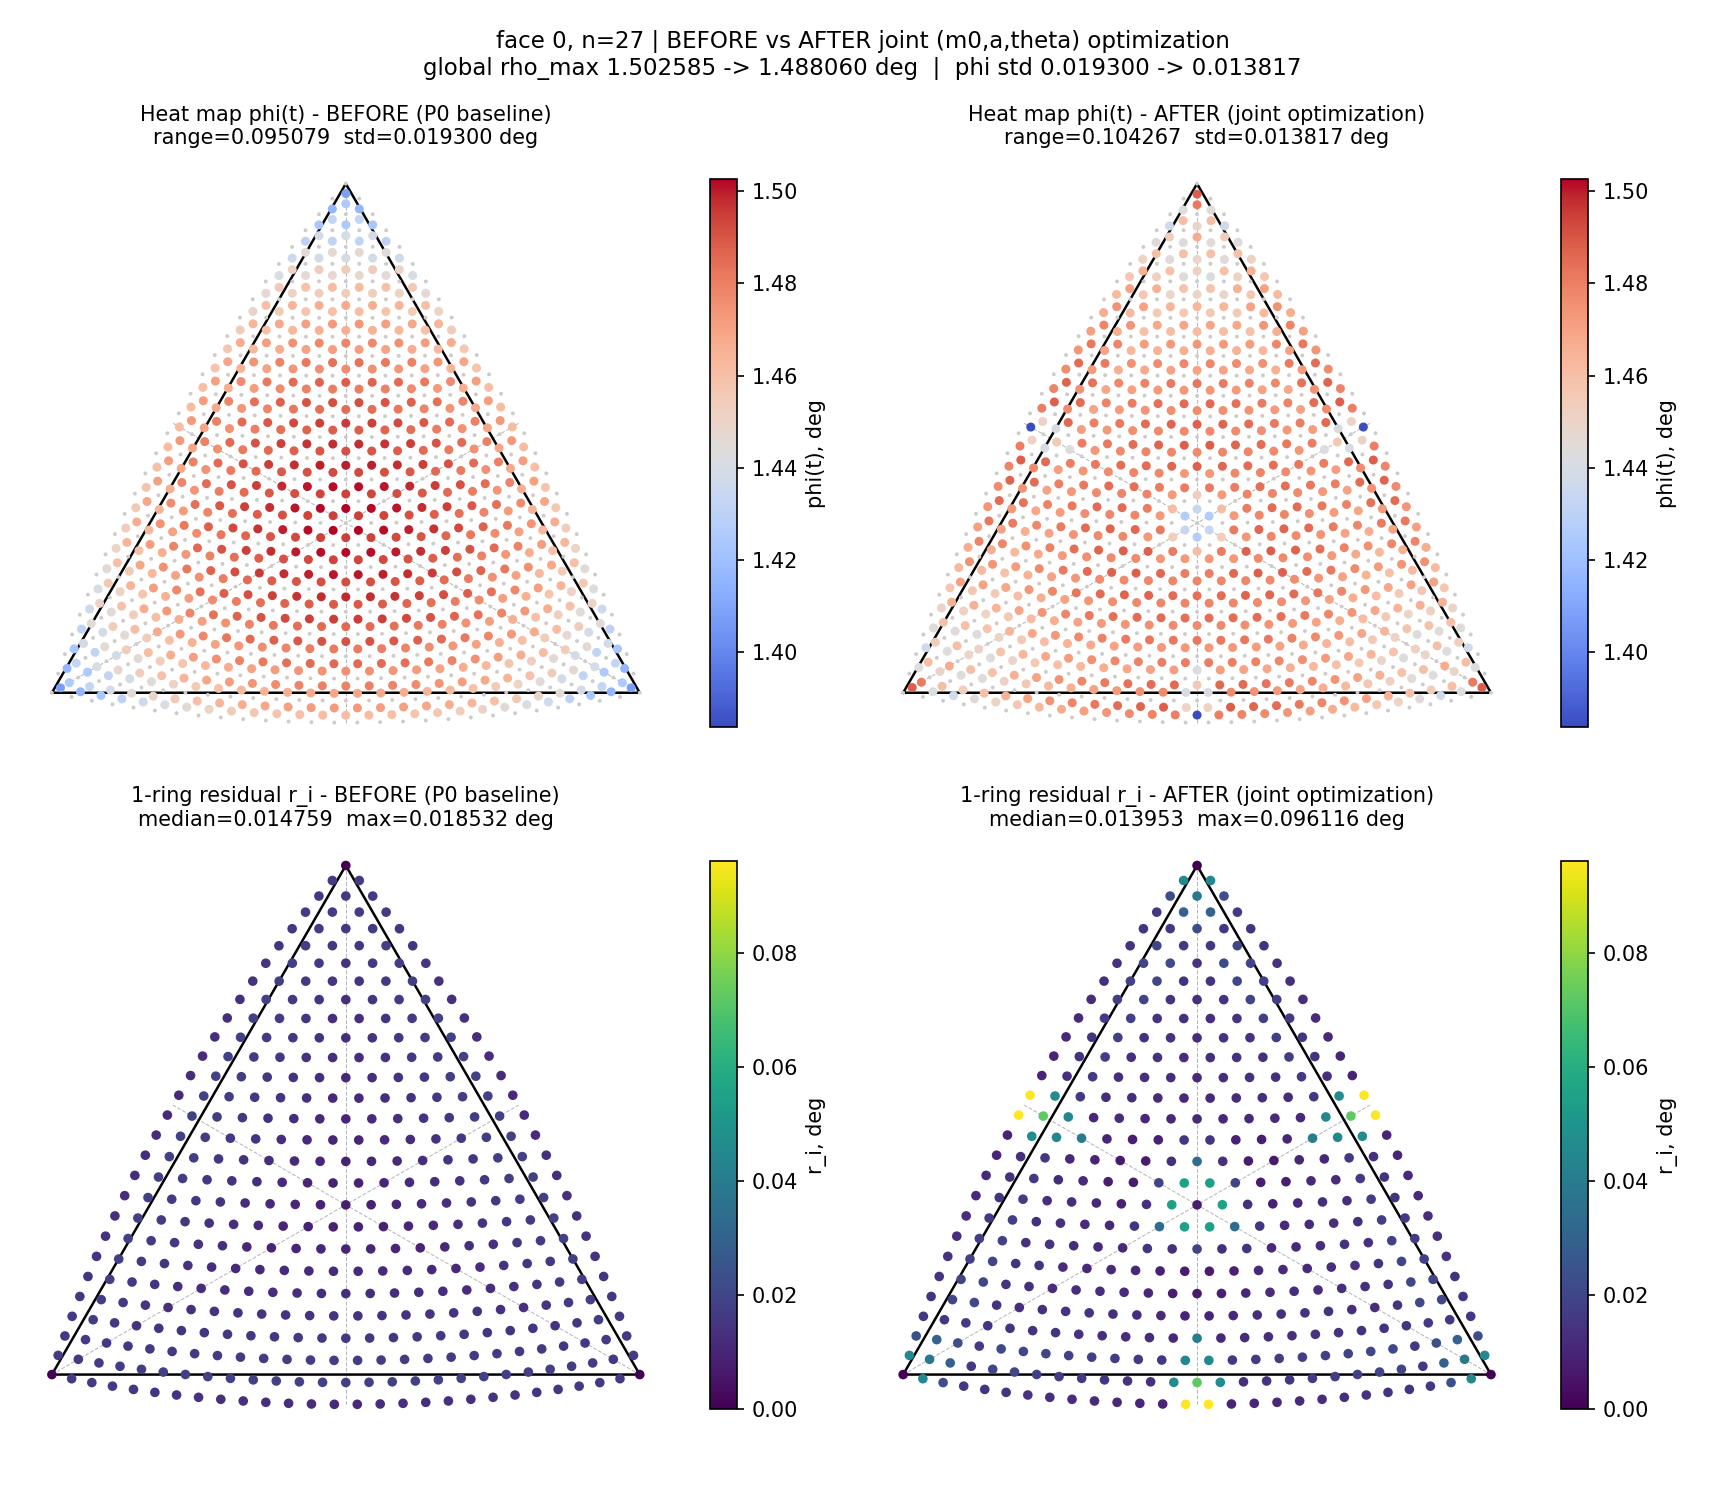 face 0, n=27 | BEFORE vs AFTER joint (m0,a,theta) optimization
global rho_max 1.502585 -> 1.488060 deg  |  phi std 0.019300 -> 0.013817
Heat map phi(t) - BEFORE (P0 baseline)
range=0.095079  std=0.019300 deg
1.50
1.48
1.46
1.44
1.42
1.40
phi(t), deg
Heat map phi(t) - AFTER (joint optimization)
range=0.104267  std=0.013817 deg
1.50
1.48
1.46
1.44
1.42
1.40
phi(t), deg
1-ring residual r_i - BEFORE (P0 baseline)
median=0.014759  max=0.018532 deg
0.08
0.06
0.04
0.02
0.00
r_i, deg
1-ring residual r_i - AFTER (joint optimization)
median=0.013953  max=0.096116 deg
0.08
0.06
0.04
0.02
0.00
r_i, deg